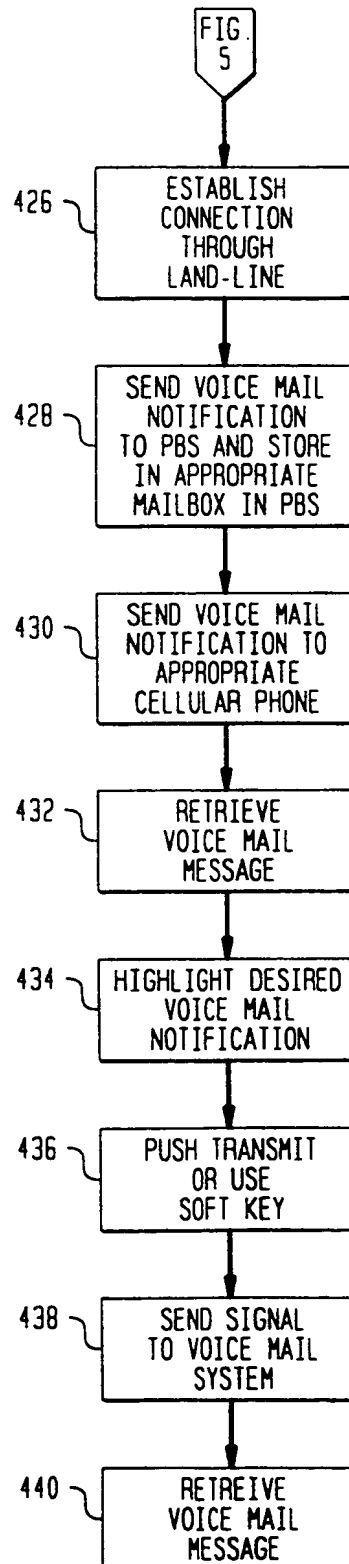 FIG.
5
426
ESTABLISH
CONNECTION
THROUGH
LAND-LINE
428
SEND VOICE MAIL
NOTIFICATION
TO PBS AND STORE
IN APPROPRIATE
MAILBOX IN PBS
430
SEND VOICE MAIL
NOTIFICATION TO
APPROPRIATE
CELLULAR PHONE
432
RETRIEVE
VOICE MAIL
MESSAGE
434
HIGHLIGHT DESIRED
VOICE MAIL
NOTIFICATION
436
PUSH TRANSMIT
OR USE
SOFT KEY
438
SEND SIGNAL
TO VOICE MAIL
SYSTEM
440
RETREIVE
VOICE MAIL
MESSAGE